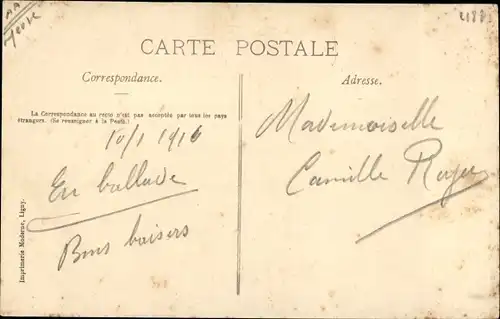 CARTE POSTALE
Correspondance.
Adresse.
La Correspondance au recto n'est pas acceptée par tous les pays
étrangers. (Se renseigner à la Poste.)
10/1 1916
En ballade
Bons baisers
Mademoiselle
Camille
Imprimerie Moderne, Ligny.